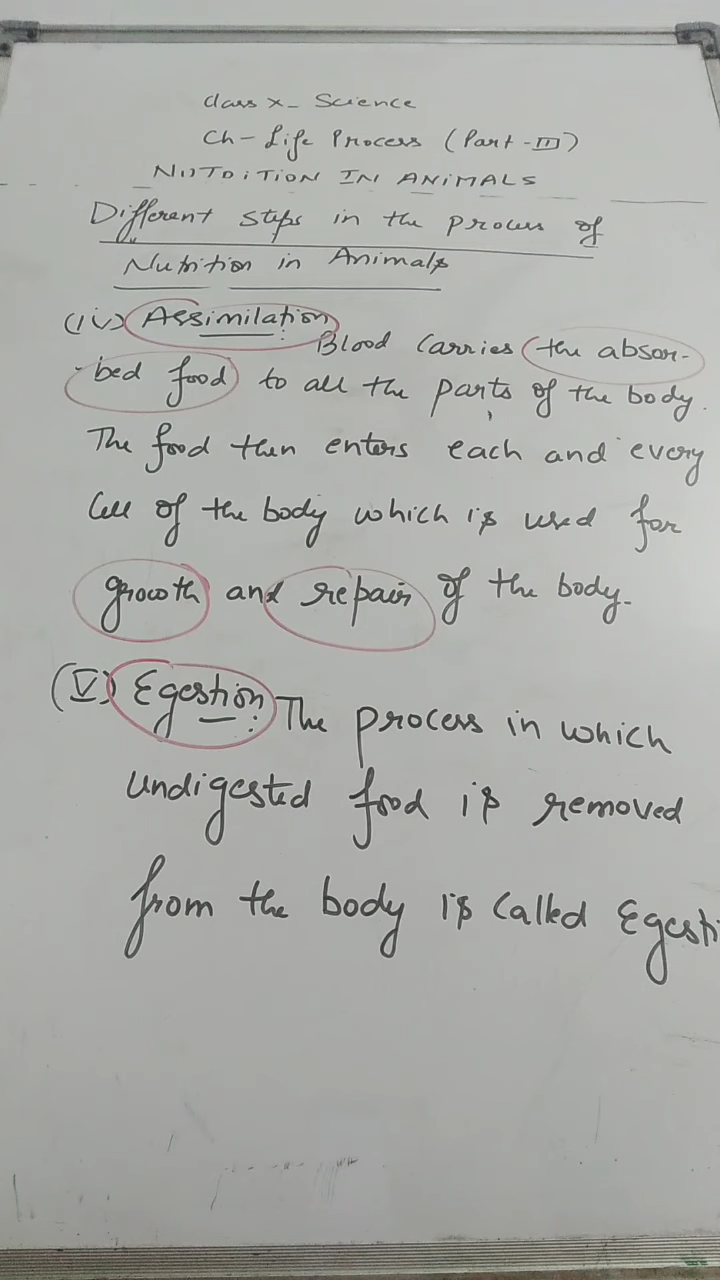 Class X - Science
Ch - Life Process (Part - III)
NUTRITION IN ANIMALS
Different steps in the process of
Nutrition in Animals
(iv) Assimilation:
Blood carries the absor-
-bed food to all the parts of the body.
The food then enters each and every
Cell of the body which is used for
growth and repair of the body.
(V) Egestion: The process in which
undigested food is removed
from the body is called Egesti